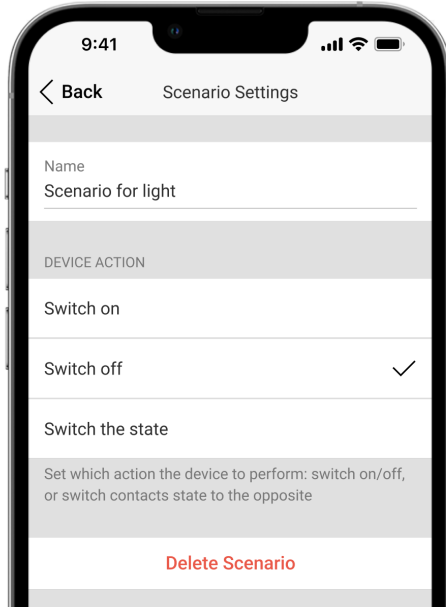 9:41
Back
Scenario Settings
Name
Scenario for light
DEVICE ACTION
Switch on
Switch off
Switch the state
Set which action the device to perform: switch on/off,
or switch contacts state to the opposite
Delete Scenario